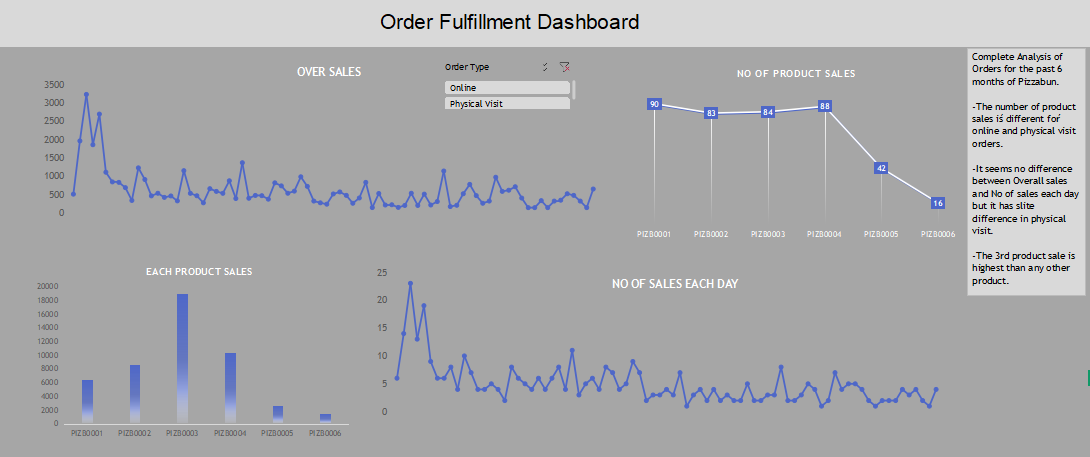 Order Fulfillment Dashboard
OVER SALES
Order Type
Online
Physical Visit
3500
3000
2500
2000
1500
1000
500
0
NO OF PRODUCT SALES
90
83
84
88
42
16
PIZB0001 PIZB0002 PIZB0003 PIZB0004 PIZB0005 PIZB0006
Complete Analysis of
Orders for the past 6
months of Pizzabun.
-The number of product
sales iś different foŕ
online and physical visit
orders.
-It seems no difference
between Overall sales
and No of sales each day
but it has slite
difference in physical
visit.
-The 3rd product sale is
highest than any other
product.
EACH PRODUCT SALES
20000
18000
16000
14000
12000
10000
8000
6000
4000
2000
0
PIZB0001 PIZB0002 PIZB0003 PIZB0004 PIZB0005 PIZB0006
NO OF SALES EACH DAY
25
20
15
10
5
0